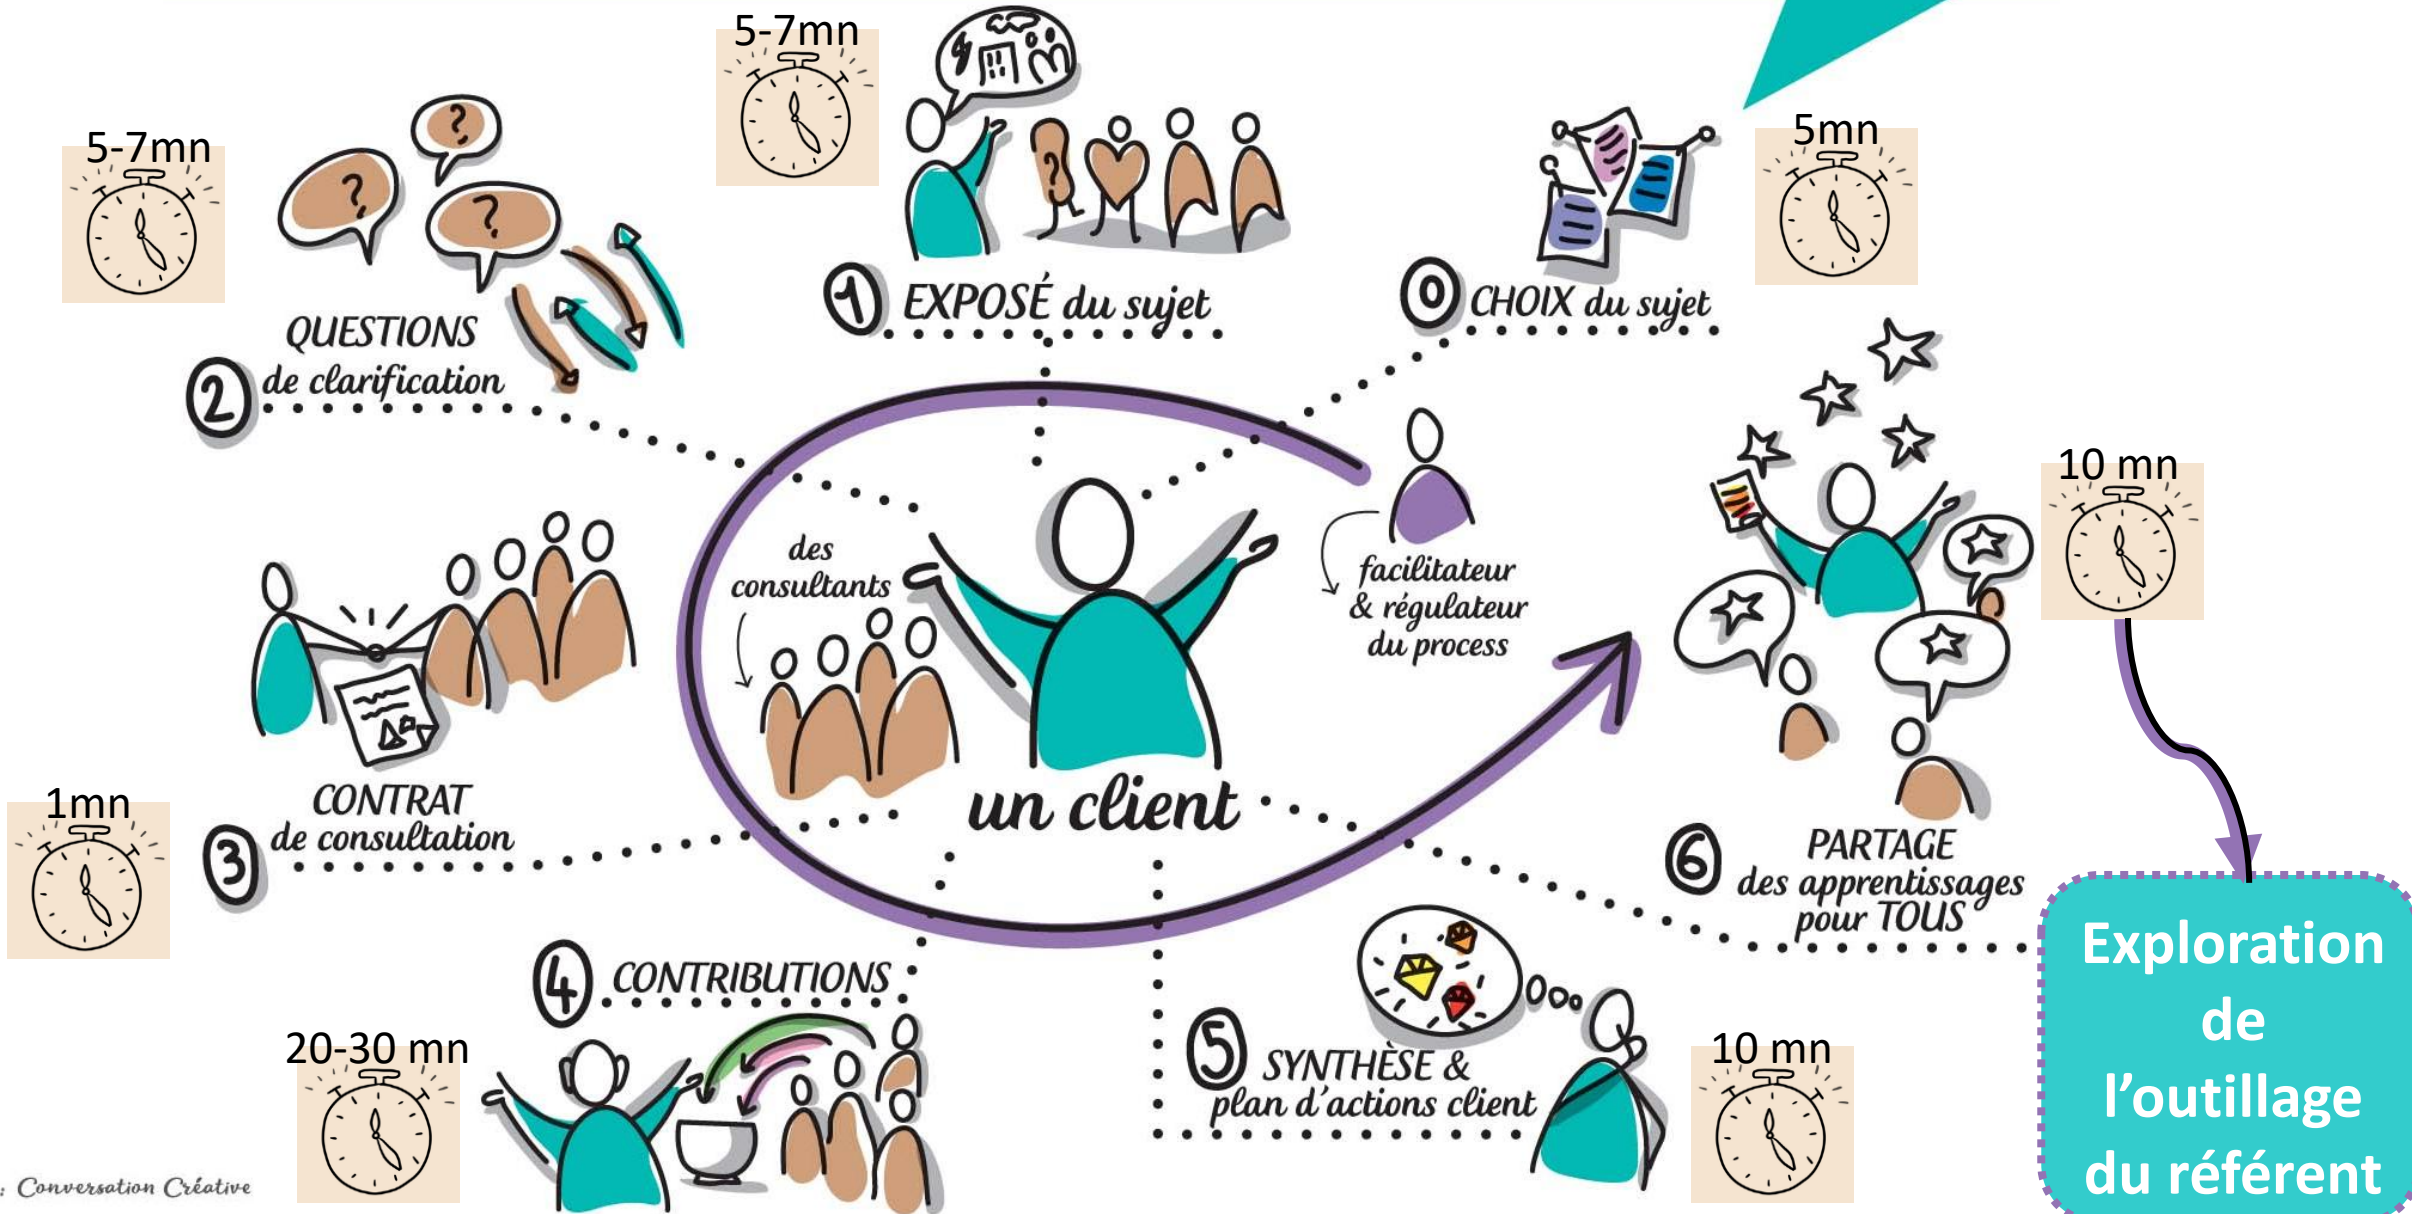 5mn
0
CHOIX du sujet
5-7mn
1
EXPOSÉ du sujet
5-7mn
?
?
?
2
QUESTIONS
de clarification
1mn
3
CONTRAT
de consultation
20-30 mn
4
CONTRIBUTIONS
5
SYNTHÈSE &
plan d'actions client
10 mn
6
PARTAGE
des apprentissages
pour TOUS
10 mn
des
consultants
un client
facilitateur
& régulateur
du process
?
Exploration
de
l'outillage
du référent
: Conversation Créative